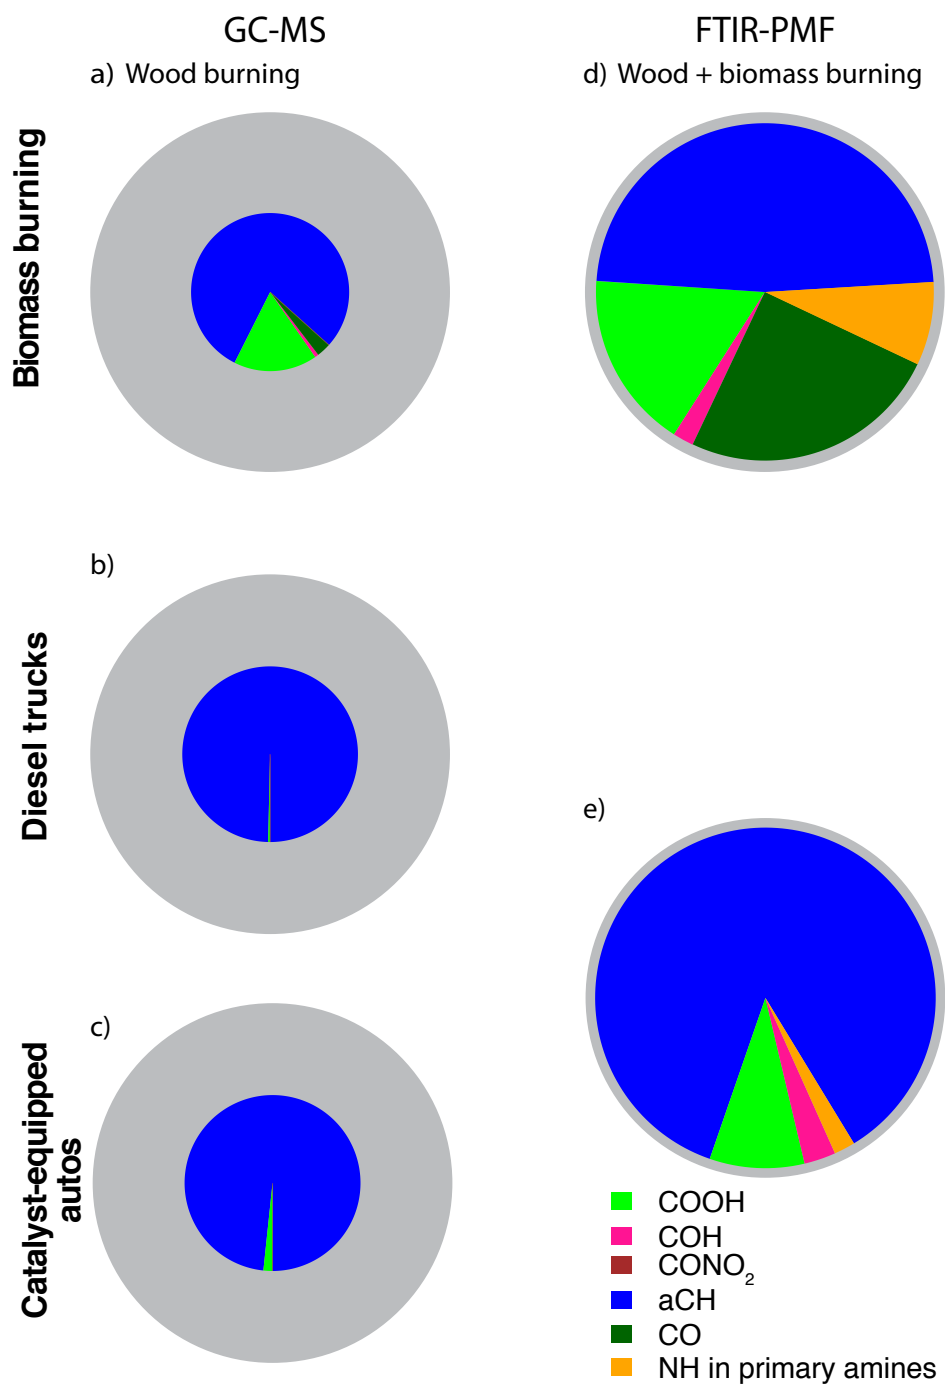 GC-MS
FTIR-PMF
a) Wood burning
d) Wood + biomass burning
Biomass burning
b)
Diesel trucks
e)
c)
Catalyst-equipped
autos
COOH
COH
CONO₂
aCH
CO
NH in primary amines